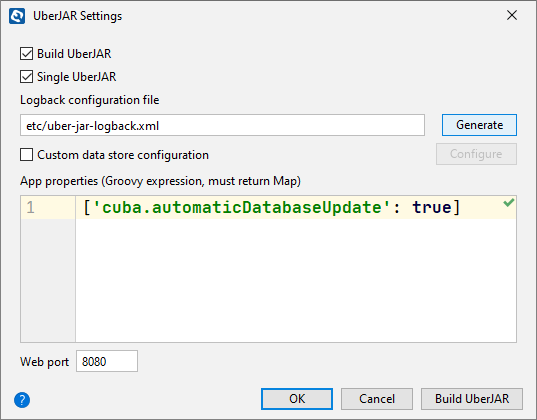 UberJAR Settings
Build UberJAR
Single UberJAR
Logback configuration file
etc/uber-jar-logback.xml Generate
Custom data store configuration Configure
App properties (Groovy expression, must return Map)
1 ['cuba.automaticDatabaseUpdate': true]
Web port 8080
? OK Cancel Build UberJAR